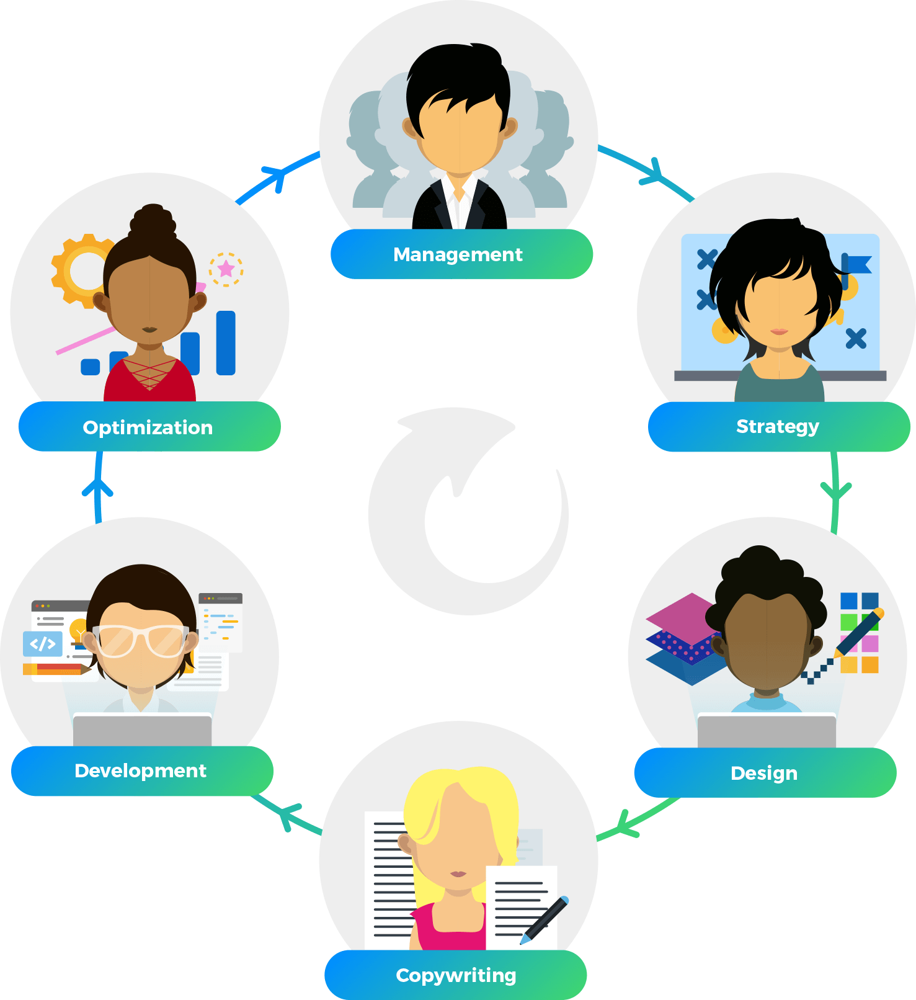 Management
Strategy
Design
Copywriting
Development
Optimization
</>